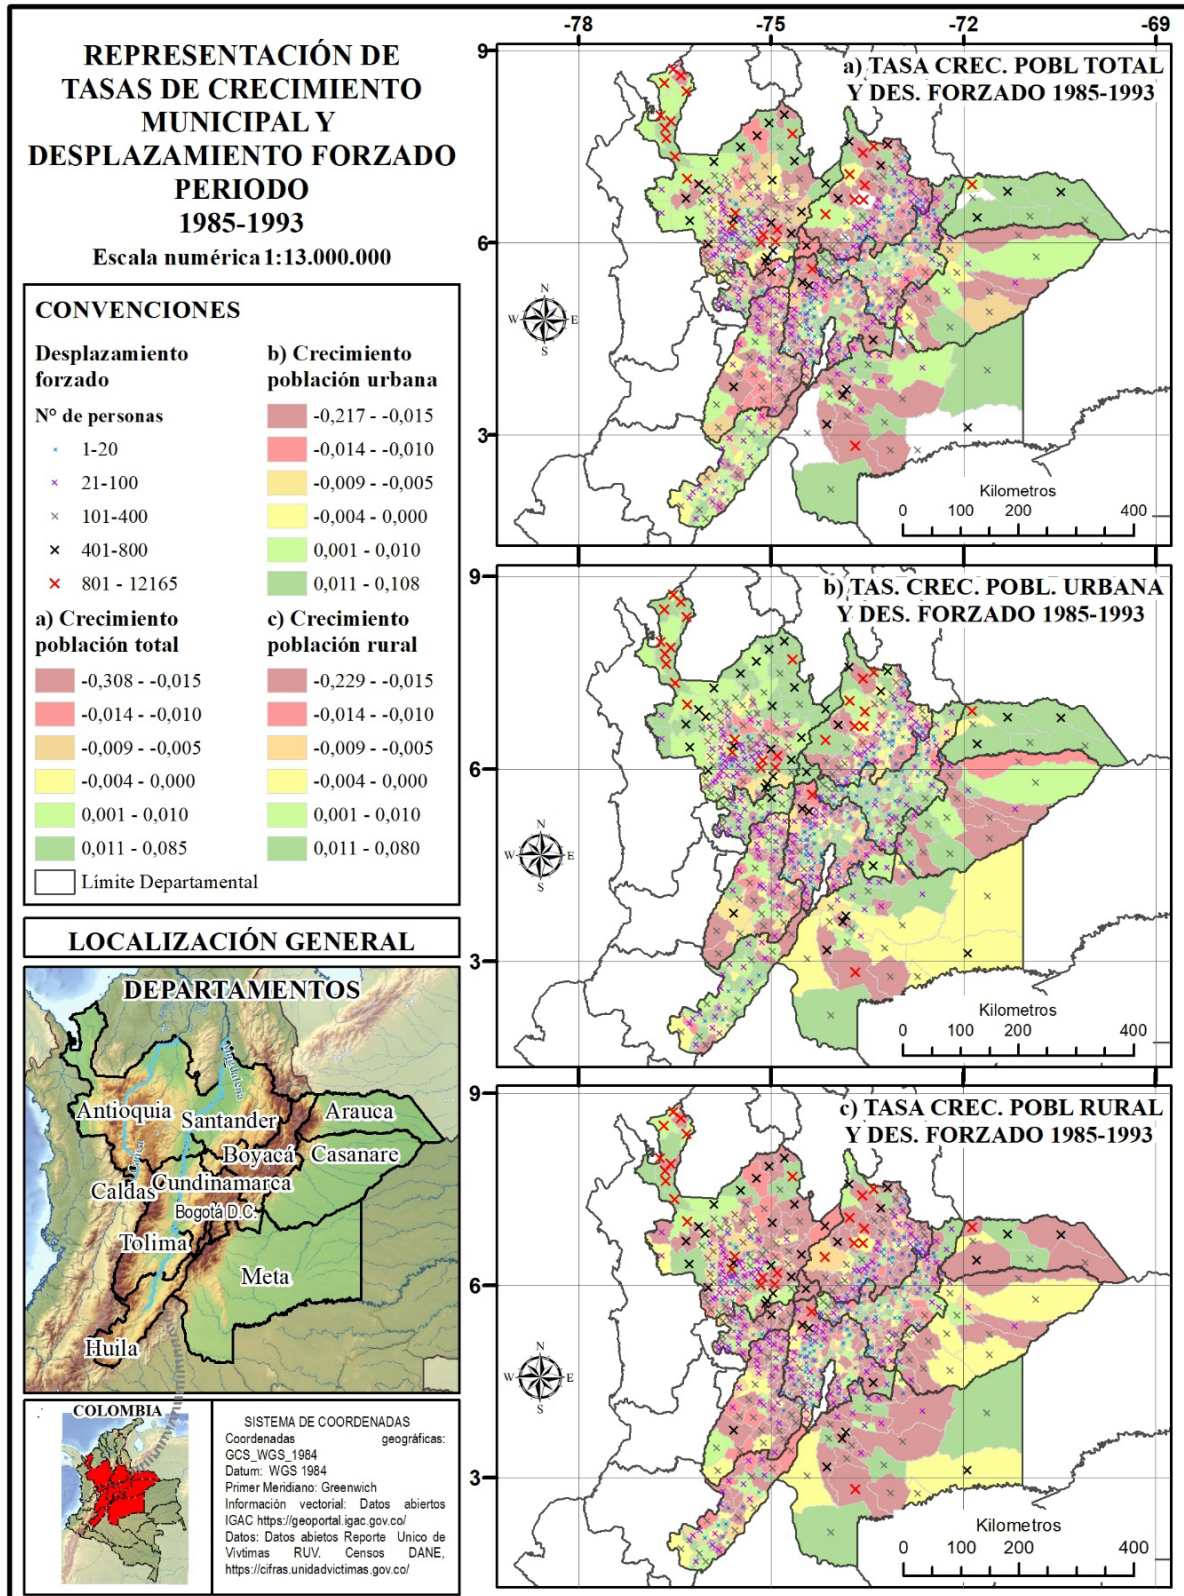 REPRESENTACIÓN DE
TASAS DE CRECIMIENTO
MUNICIPAL Y
DESPLAZAMIENTO FORZADO
PERIODO
1985-1993
Escala numérica 1:13.000.000
CONVENCIONES
Desplazamiento
forzado
N° de personas
1-20
21-100
101-400
401-800
801 - 12165
a) Crecimiento
población total
-0,308 - -0,015
-0,014 - -0,010
-0,009 - -0,005
-0,004 - 0,000
0,001 - 0,010
0,011 - 0,085
Límite Departamental
b) Crecimiento
población urbana
-0,217 - -0,015
-0,014 - -0,010
-0,009 - -0,005
-0,004 - 0,000
0,001 - 0,010
0,011 - 0,108
c) Crecimiento
población rural
-0,229 - -0,015
-0,014 - -0,010
-0,009 - -0,005
-0,004 - 0,000
0,001 - 0,010
0,011 - 0,080
LOCALIZACIÓN GENERAL
DEPARTAMENTOS
Magdalena
Antioquia
Santander
Arauca
Boyacá
Casanare
Caldas
Cundinamarca
Bogotá D.C.
Tolima
Meta
Huila
COLOMBIA
SISTEMA DE COORDENADAS
Coordenadas geográficas:
GCS_WGS_1984
Datum: WGS 1984
Primer Meridiano: Greenwich
Información vectorial: Datos abiertos
IGAC https://geoportal.igac.gov.co/
Datos: Datos abietos Reporte Unico de
Vivtimas RUV. Censos DANE,
https://cifras.unidadvictimas.gov.co/
-78 -75 -72 -69
9
a) TASA CREC. POBL TOTAL
Y DES. FORZADO 1985-1993
6
N
W E
S
3
Kilometros
0 100 200 400
9
b) TAS. CREC. POBL. URBANA
Y DES. FORZADO 1985-1993
6
N
W E
S
3
Kilometros
0 100 200 400
9
c) TASA CREC. POBL RURAL
Y DES. FORZADO 1985-1993
6
N
W E
S
3
Kilometros
0 100 200 400